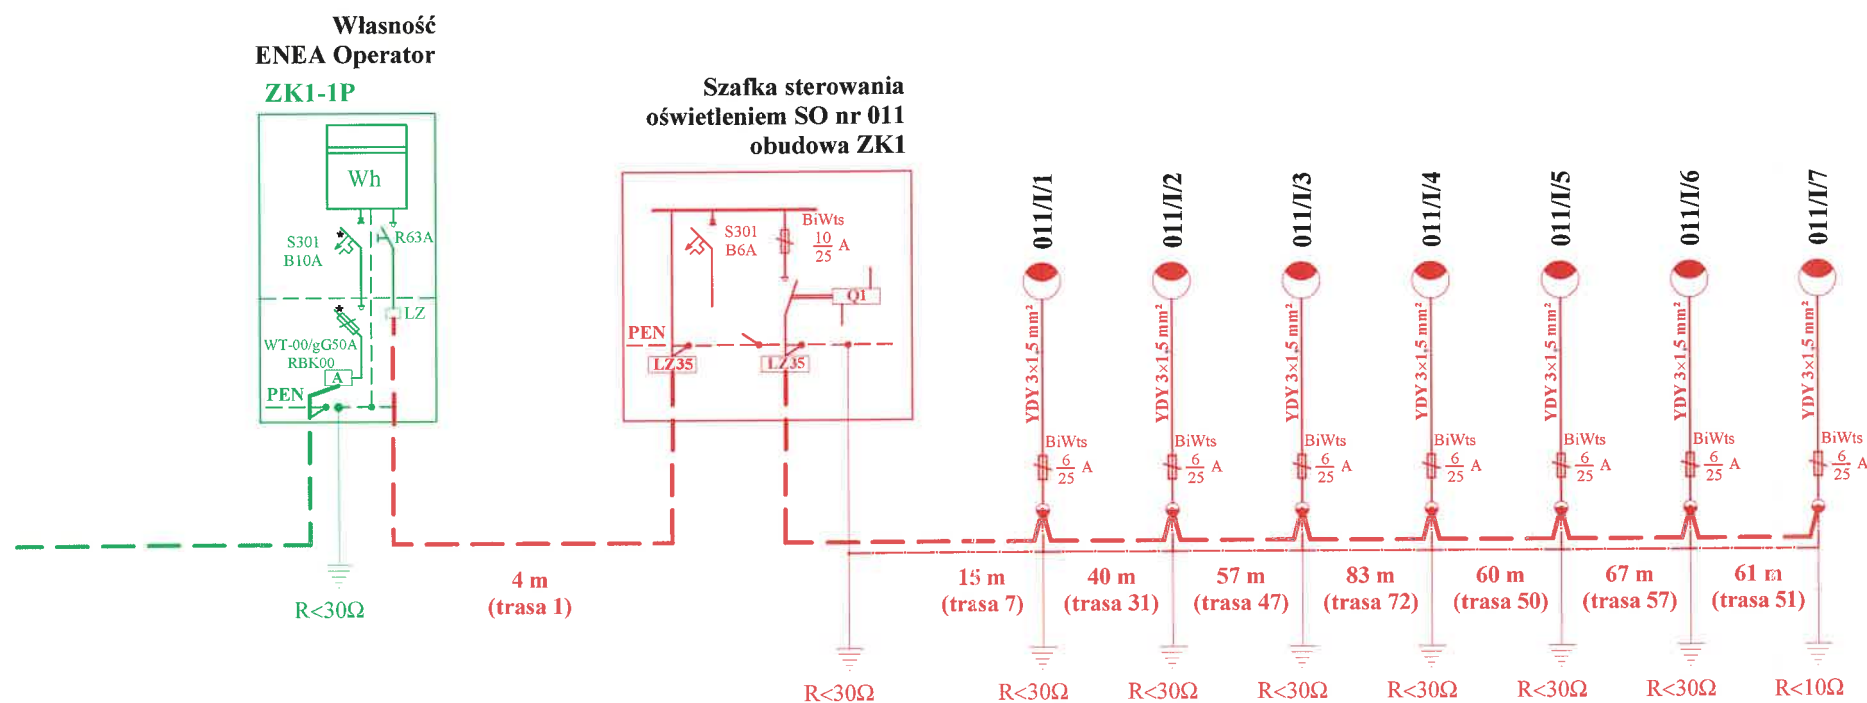 Własność
ENEA Operator
ZK1-1P
Wh
S301
B10A
R63A
LZ
WT-00/gG50A
RBK00
A
PEN
R<30Ω
4 m
(trasa 1)
Szafka sterowania
oświetleniem SO nr 011
obudowa ZK1
S301
B6A
BiWts
10
25
A
Q1
PEN
LZ35
LZ35
R<30Ω
011/I/1
011/I/2
011/I/3
011/I/4
011/I/5
011/I/6
011/I/7
YDY 3×1,5 mm²
YDY 3×1,5 mm²
YDY 3×1,5 mm²
YDY 3×1,5 mm²
YDY 3×1,5 mm²
YDY 3×1,5 mm²
YDY 3×1,5 mm²
BiWts
6
25
A
BiWts
6
25
A
BiWts
6
25
A
BiWts
6
25
A
BiWts
6
25
A
BiWts
6
25
A
BiWts
6
25
A
15 m
(trasa 7)
40 m
(trasa 31)
57 m
(trasa 47)
83 m
(trasa 72)
60 m
(trasa 50)
67 m
(trasa 57)
61 m
(trasa 51)
R<30Ω
R<30Ω
R<30Ω
R<30Ω
R<30Ω
R<30Ω
R<10Ω